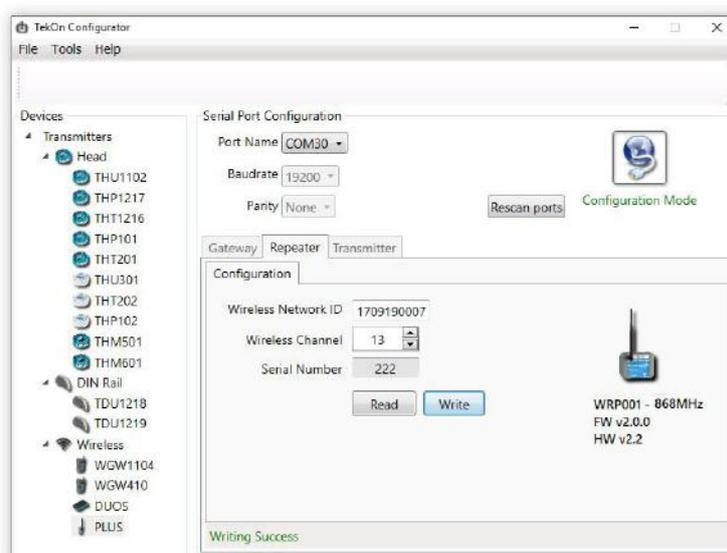 TekOn Configurator
File Tools Help
Devices
Transmitters
Head
THU1102
THP1217
THT1216
THP101
THT201
THU301
THT202
THP102
THM501
THM601
DIN Rail
TDU1218
TDU1219
Wireless
WGW1104
WGW410
DUOS
PLUS
Serial Port Configuration
Port Name COM30
Baudrate 19200
Parity None
Rescan ports
Configuration Mode
Gateway Repeater Transmitter
Configuration
Wireless Network ID 1709190007
Wireless Channel 13
Serial Number 222
Read Write
WRP001 - 868MHz
FW v2.0.0
HW v2.2
Writing Success